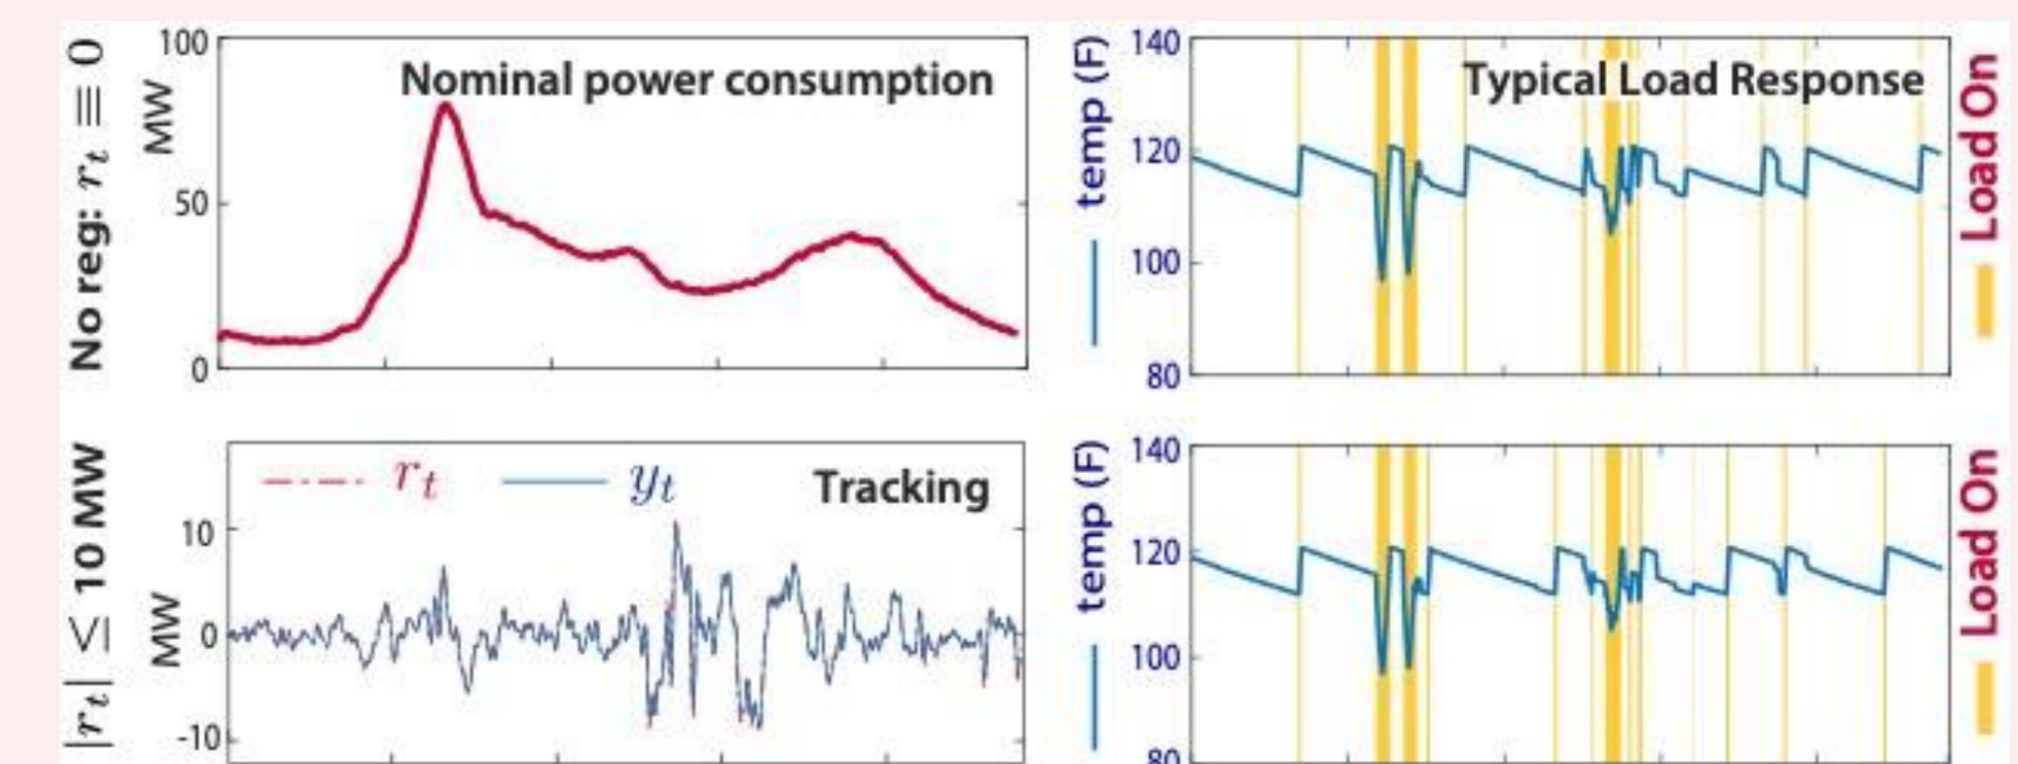 No reg: r_t ≡ 0
MW
100
50
0
Nominal power consumption
temp (F)
140
120
100
80
Typical Load Response
Load On
|r_t| ≤ 10 MW
MW
10
0
-10
r_t
y_t
Tracking
temp (F)
140
120
100
80
Load On